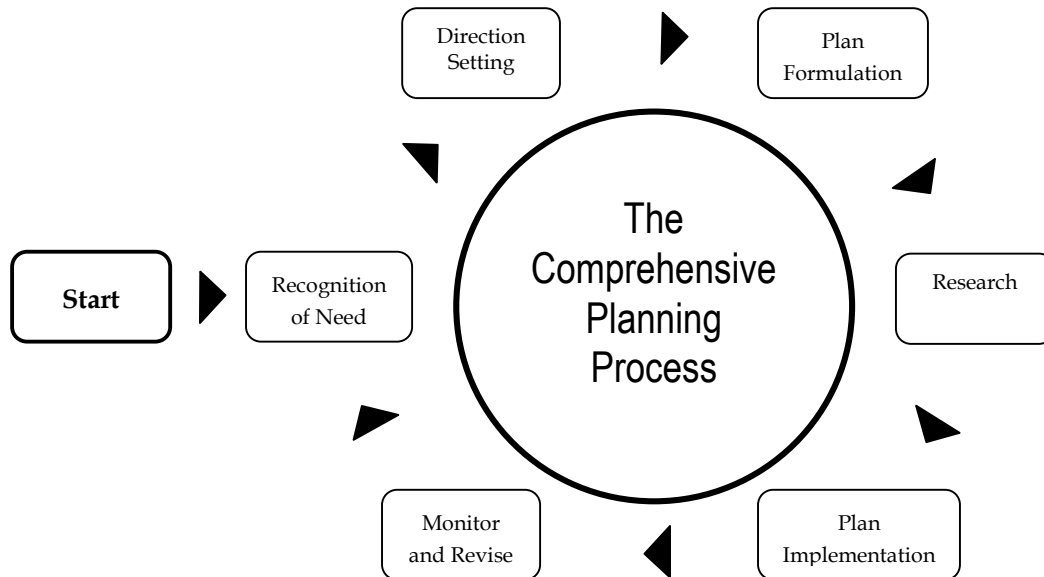 Direction
Setting
Plan
Formulation
The
Comprehensive
Planning
Process
Start
Recognition
of Need
Research
Monitor
and Revise
Plan
Implementation